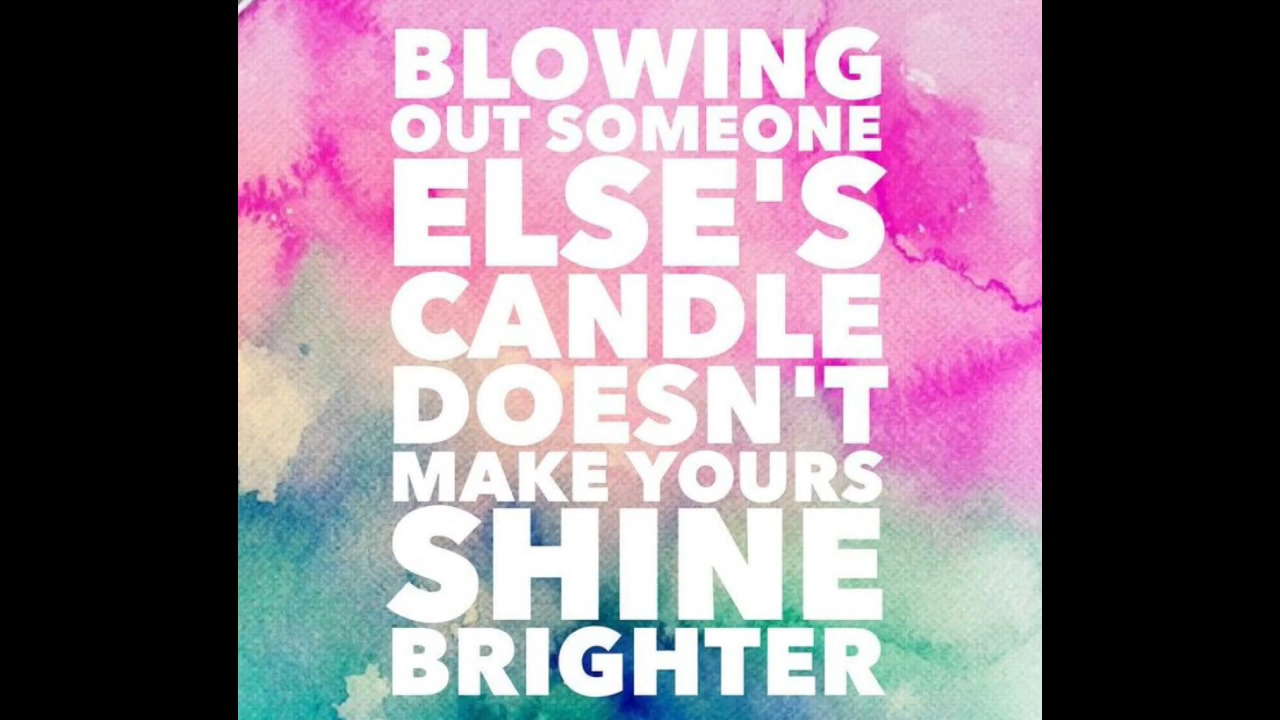 BLOWING
OUT SOMEONE
ELSE'S
CANDLE
DOESN'T
MAKE YOURS
SHINE
BRIGHTER